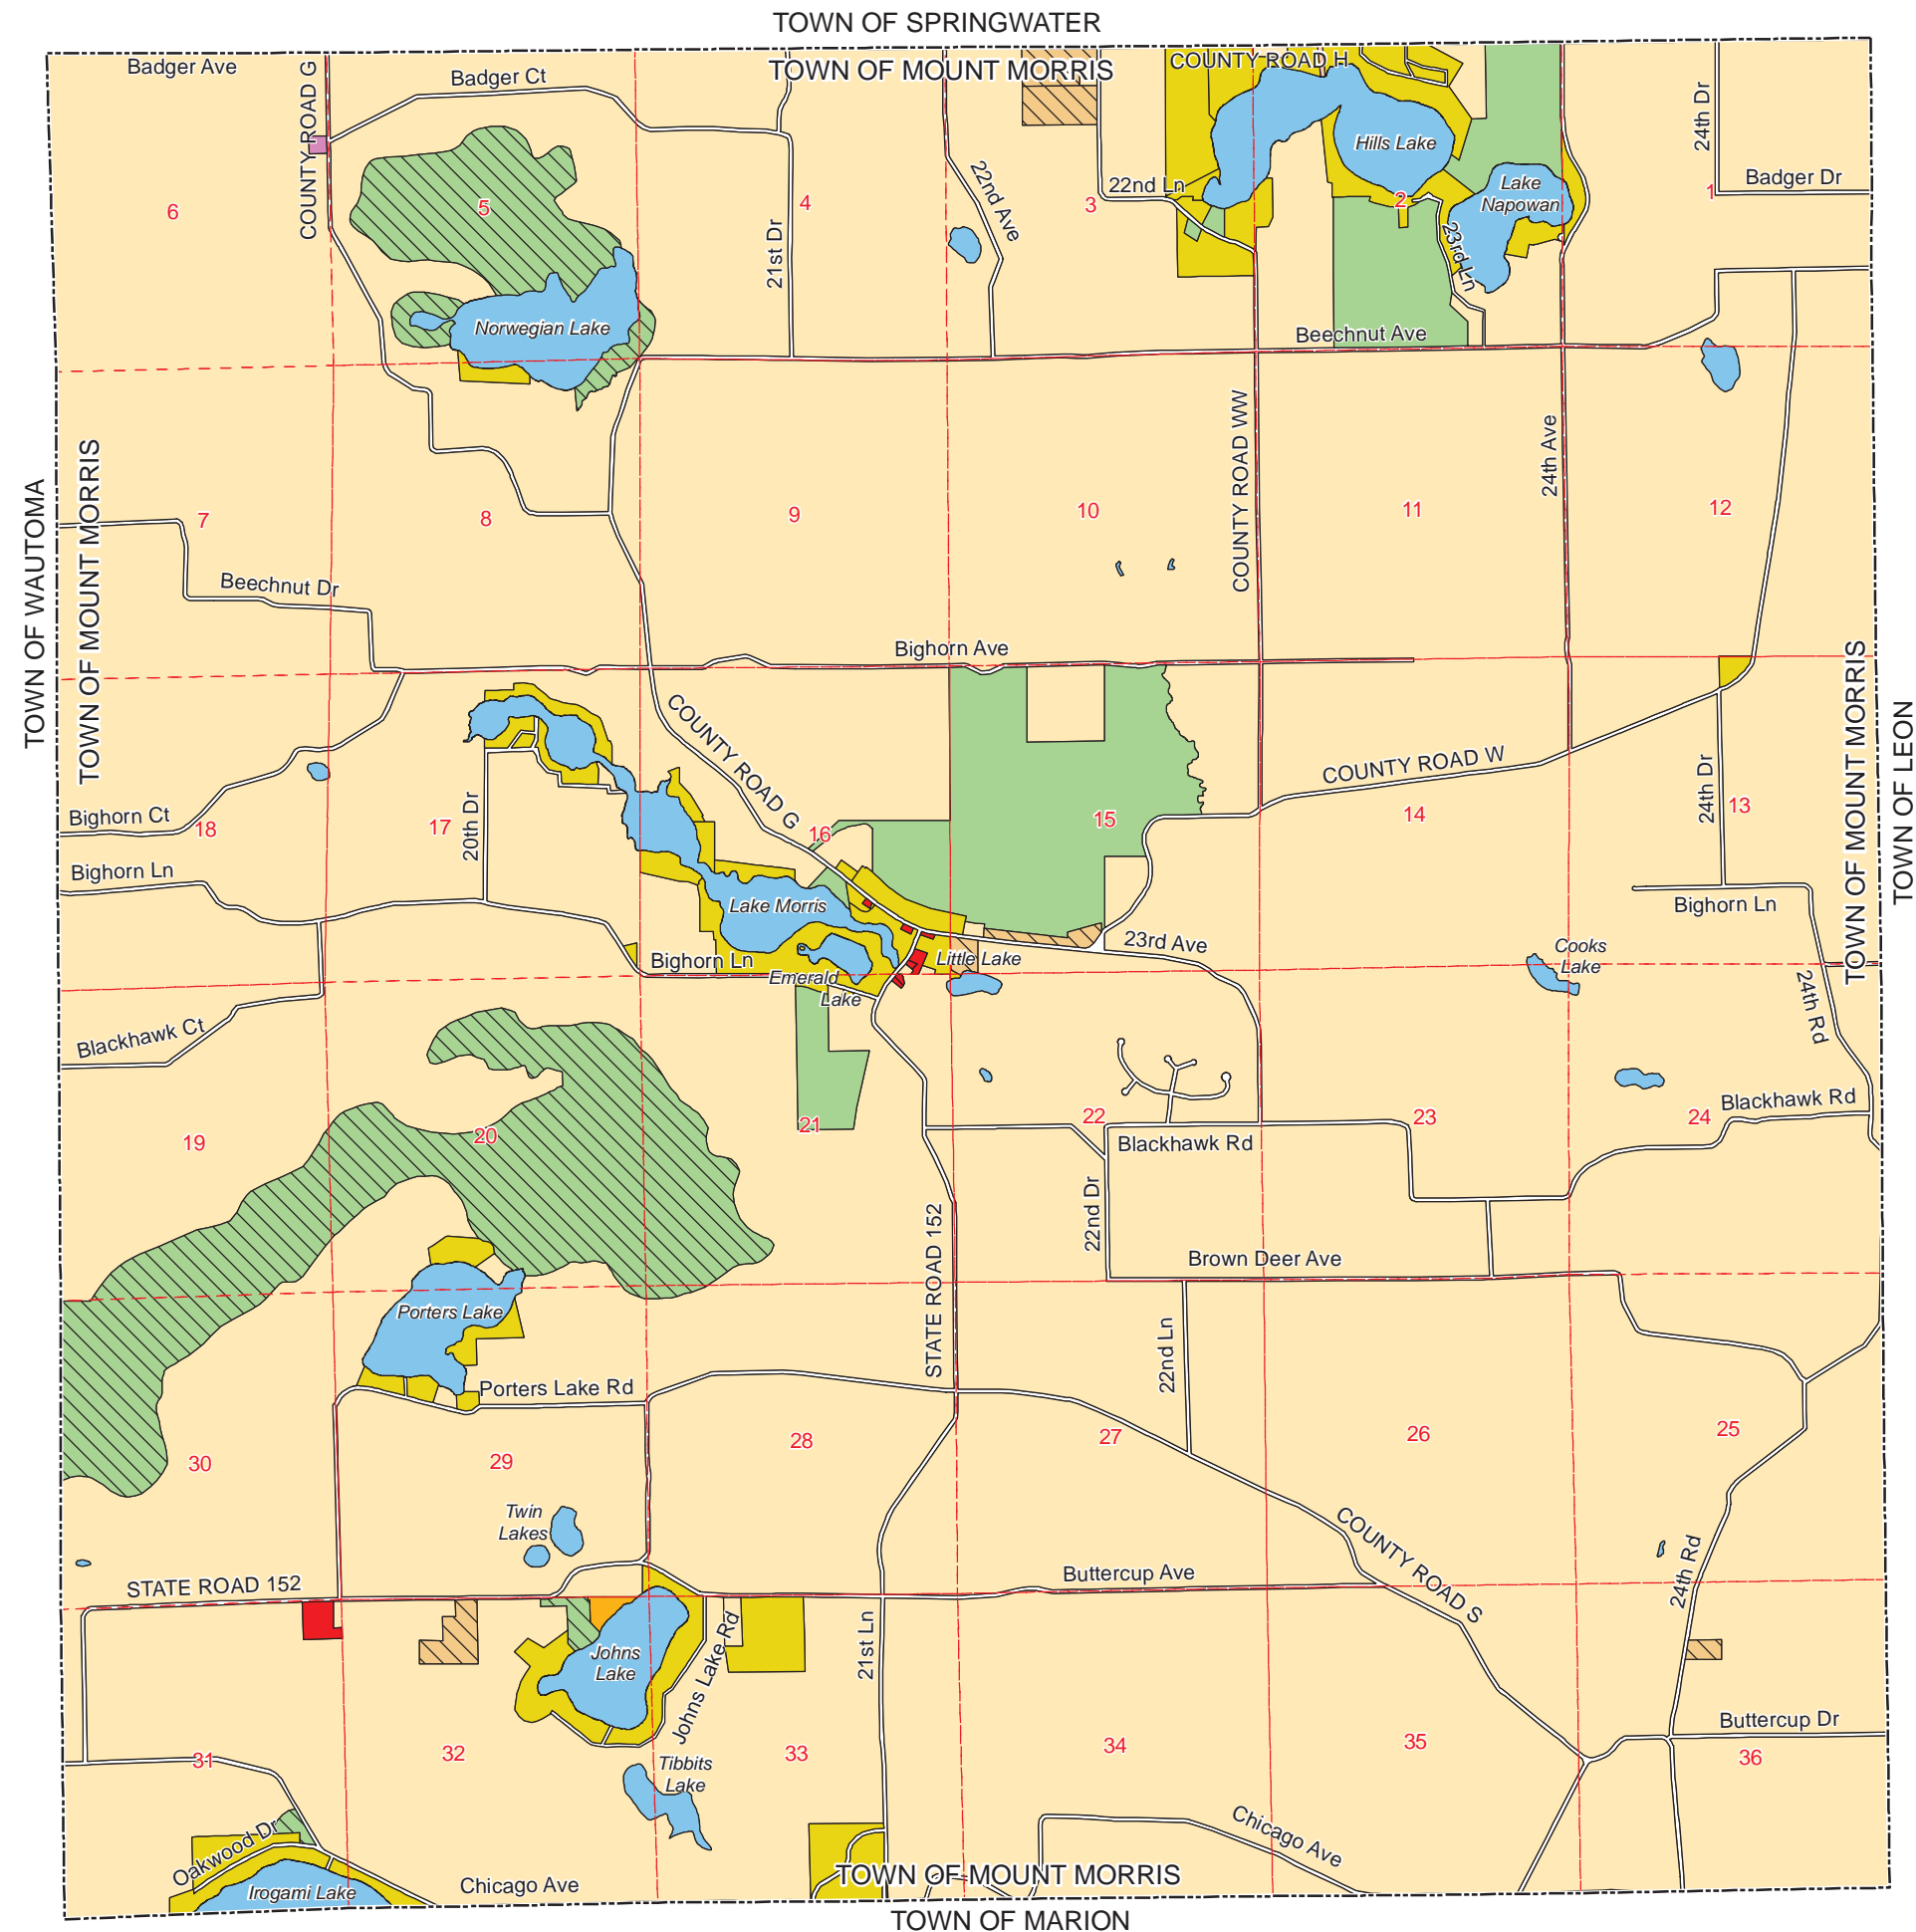 TOWN OF SPRINGWATER
Badger Ave
COUNTY ROAD G
Badger Ct
TOWN OF MOUNT MORRIS
COUNTY ROAD H
24th Dr
Hills Lake
Lake
Napowan
Badger Dr
6
5
4
3
2
1
21st Dr
22nd Ave
22nd Ln
23rd Ln
Norwegian Lake
Beechnut Ave
TOWN OF WAUTOMA
TOWN OF MOUNT MORRIS
COUNTY ROAD WW
24th Ave
7
8
9
10
11
12
Beechnut Dr
Bighorn Ave
TOWN OF MOUNT MORRIS
TOWN OF LEON
COUNTY ROAD G
COUNTY ROAD W
24th Dr
Bighorn Ct
18
17
20th Dr
16
15
14
13
Bighorn Ln
Lake Morris
Bighorn Ln
23rd Ave
Bighorn Ln
Little Lake
Emerald
Lake
Cooks
Lake
24th Rd
Blackhawk Ct
19
20
21
22
23
24
Blackhawk Rd
Blackhawk Rd
22nd Dr
STATE ROAD 152
Brown Deer Ave
Porters Lake
22nd Ln
Porters Lake Rd
30
29
28
27
26
25
Twin
Lakes
COUNTY ROAD S
24th Rd
STATE ROAD 152
Buttercup Ave
Johns
Lake
Johns Lake Rd
21st Ln
Buttercup Dr
31
32
33
34
35
36
Tibbits
Lake
Oakwood Dr
Chicago Ave
Irogami Lake
Chicago Ave
TOWN OF MOUNT MORRIS
TOWN OF MARION